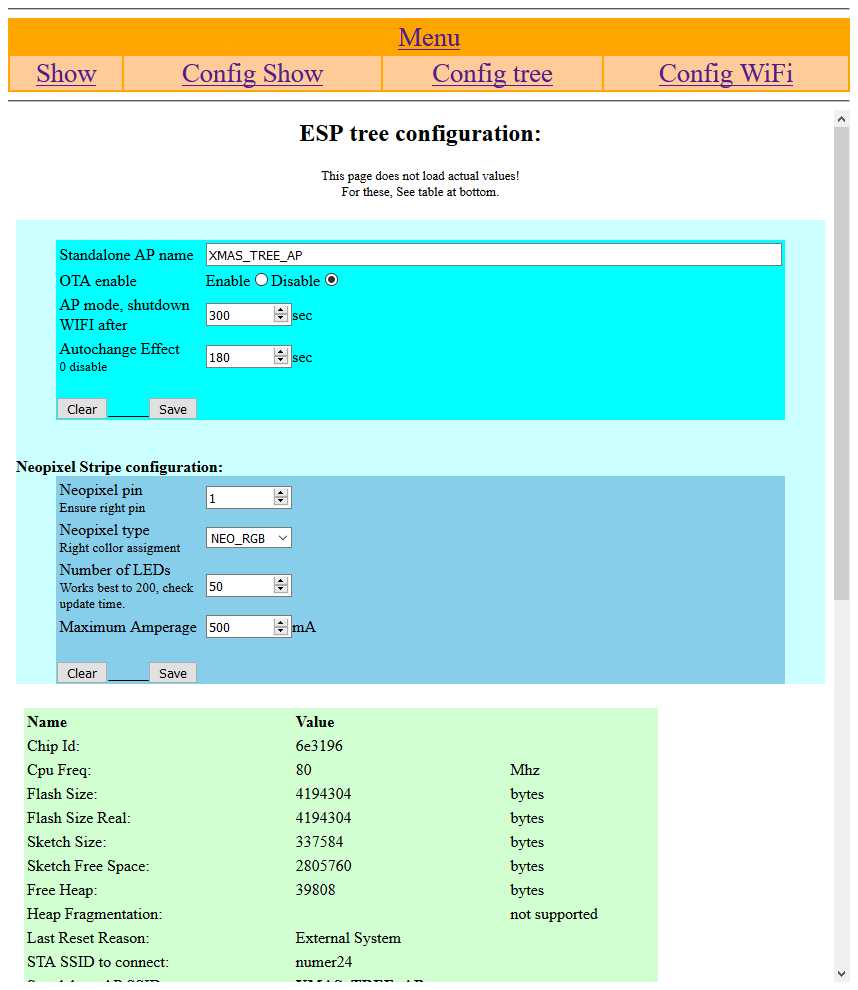 Menu
Show Config Show Config tree Config WiFi
ESP tree configuration:
This page does not load actual values!
For these, See table at bottom.
Standalone AP name XMAS_TREE_AP
OTA enable Enable Disable
AP mode, shutdown
WIFI after 300 sec
Autochange Effect
0 disable 180 sec
Clear Save
Neopixel Stripe configuration:
Neopixel pin
Ensure right pin 1
Neopixel type
Right collor assigment NEO_RGB
Number of LEDs
Works best to 200, check
update time. 50
Maximum Amperage 500 mA
Clear Save
Name Value
Chip Id: 6e3196
Cpu Freq: 80 Mhz
Flash Size: 4194304 bytes
Flash Size Real: 4194304 bytes
Sketch Size: 337584 bytes
Sketch Free Space: 2805760 bytes
Free Heap: 39808 bytes
Heap Fragmentation: not supported
Last Reset Reason: External System
STA SSID to connect: numer24